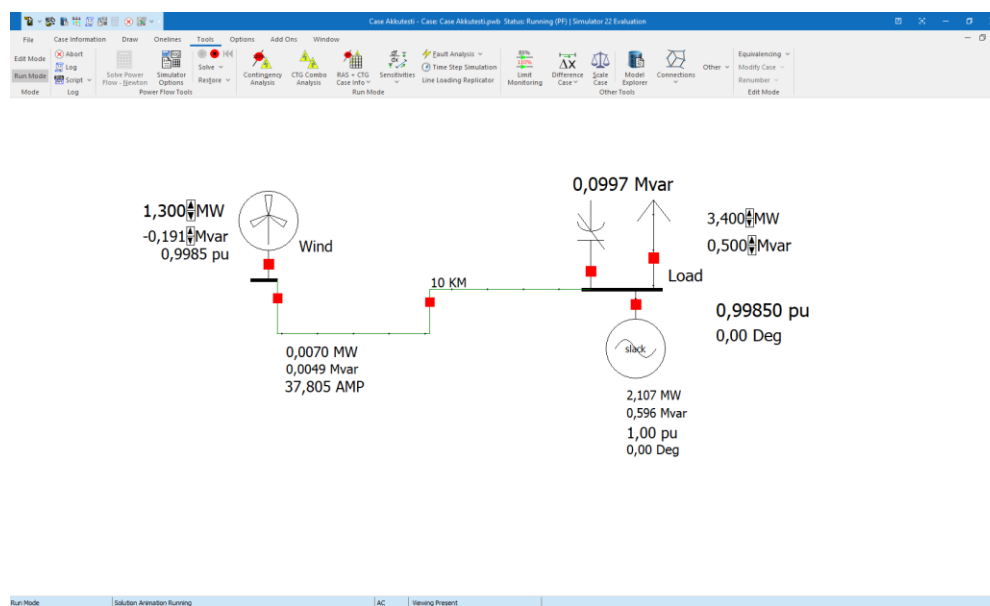 Case Akkutesti - Case: Case Akkutesti.pwb Status: Running (PF) | Simulator 22 Evaluation
File Case Information Draw Onelines Tools Options Add Ons Window
Edit Mode
Run Mode
Mode
Abort
Log
Script
Log
Solve Power Flow - Newton
Simulator Options
Solve
Restore
Power Flow Tools
Contingency Analysis
CTG Combo Analysis
RAS + CTG Case Info
Sensitivities
Fault Analysis
Time Step Simulation
Line Loading Replicator
Run Mode
Limit Monitoring
Difference Case
Scale Case
Model Explorer
Connections
Other
Other Tools
Equivalencing
Modify Case
Renumber
Edit Mode
0,0997 Mvar
1,300 MW
-0,191 Mvar
0,9985 pu
Wind
3,400 MW
0,500 Mvar
Load
10 KM
0,99850 pu
0,00 Deg
slack
0,0070 MW
0,0049 Mvar
37,805 AMP
2,107 MW
0,596 Mvar
1,00 pu
0,00 Deg
Run Mode Solution Animation Running AC Viewing Present